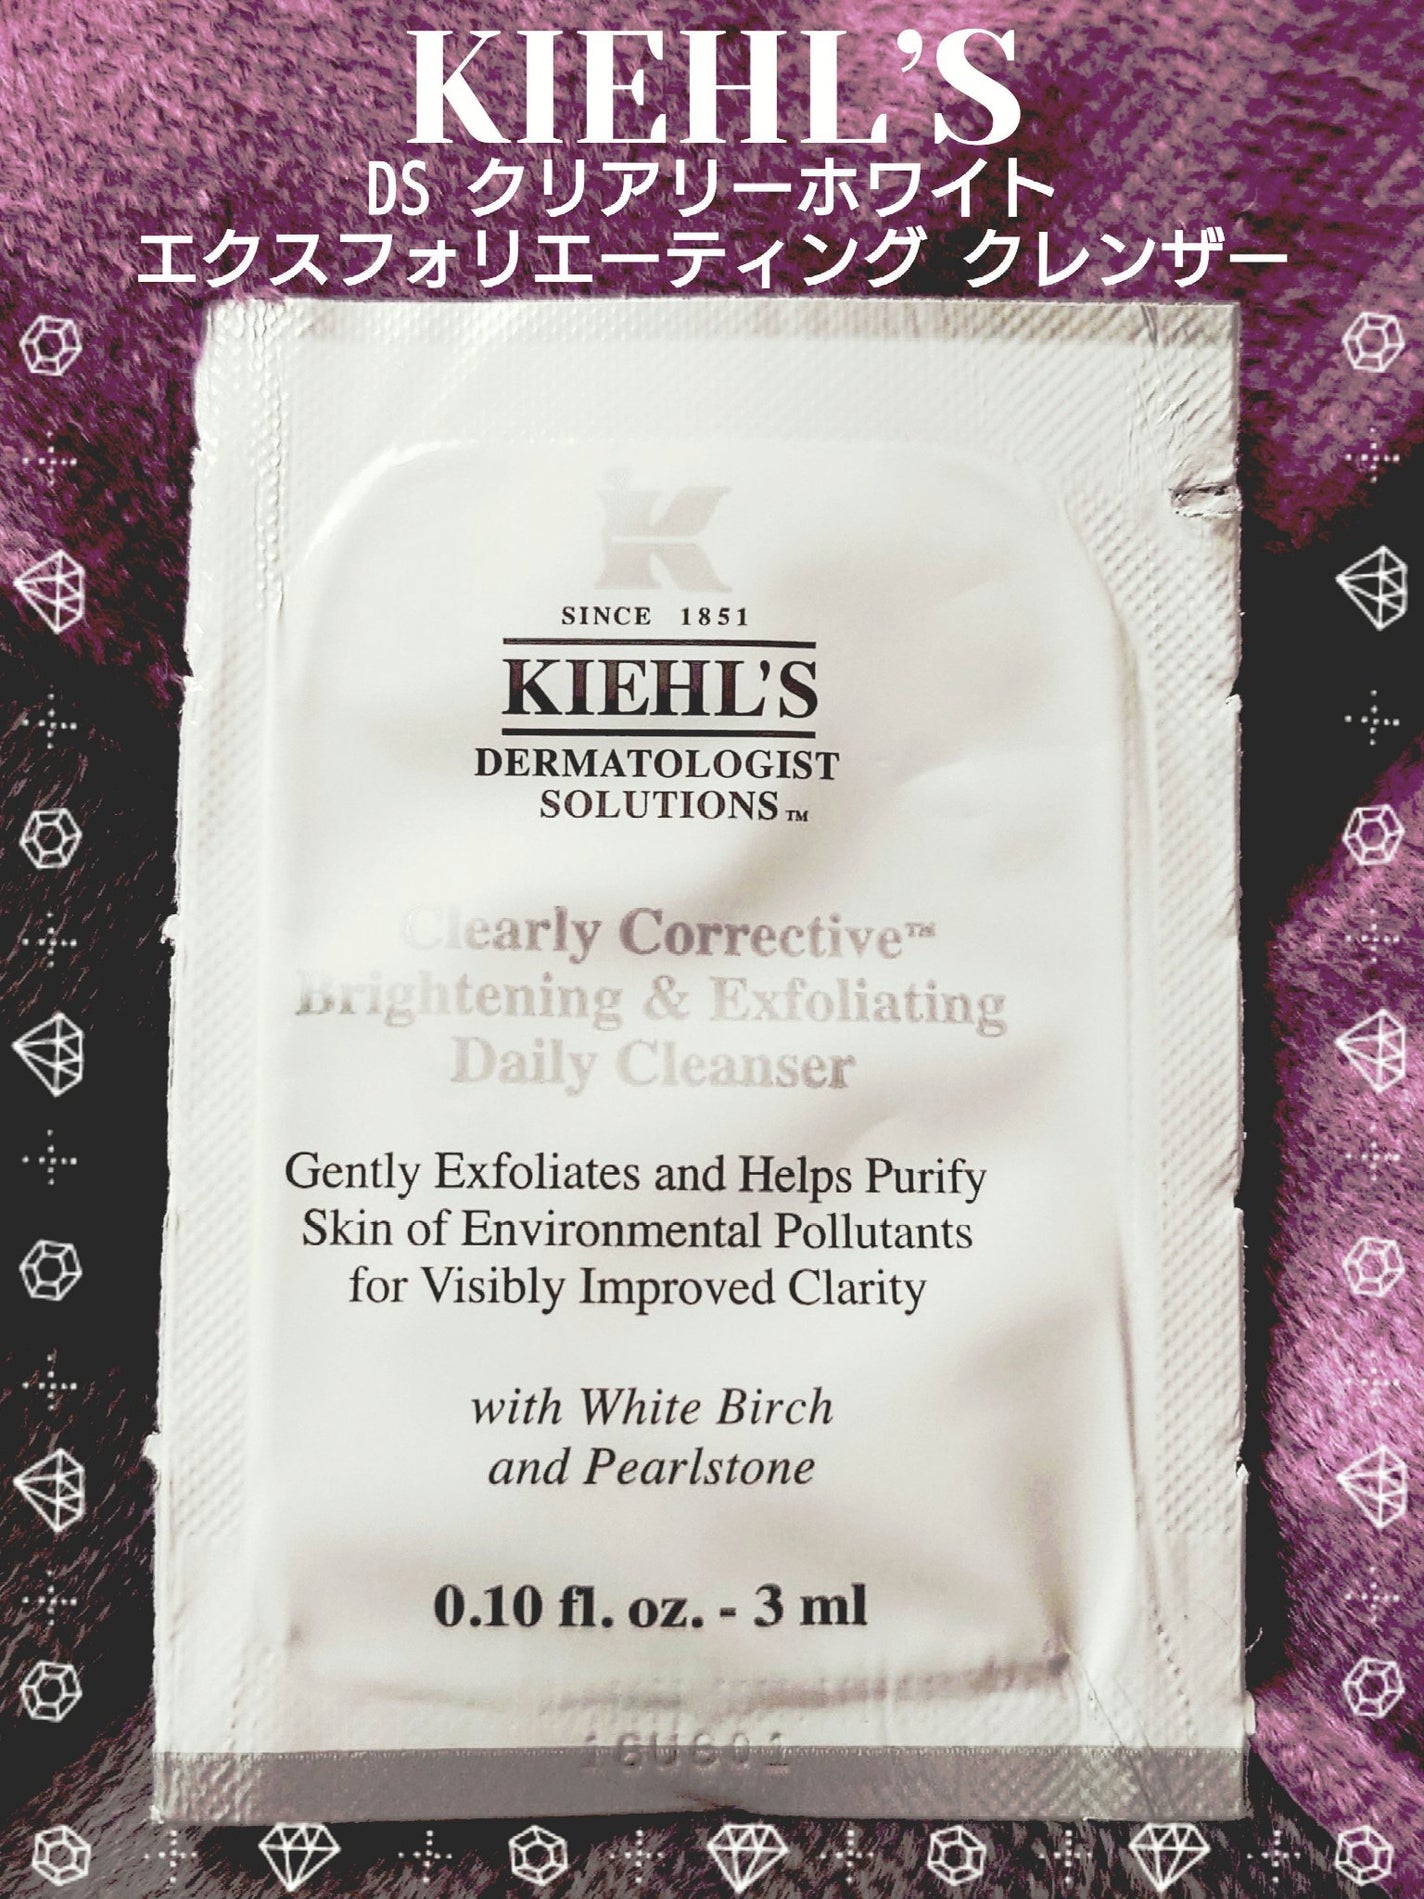 KIEHL'S
DS クリアリーホワイト
エクスフォリエーティング クレンザー
SINCE 1851
KIEHL'S
DERMATOLOGIST
SOLUTIONS™
Clearly Corrective™
Brightening & Exfoliating
Daily Cleanser
Gently Exfoliates and Helps Purify
Skin of Environmental Pollutants
for Visibly Improved Clarity
with White Birch
and Pearlstone
0.10 fl. oz. - 3 ml